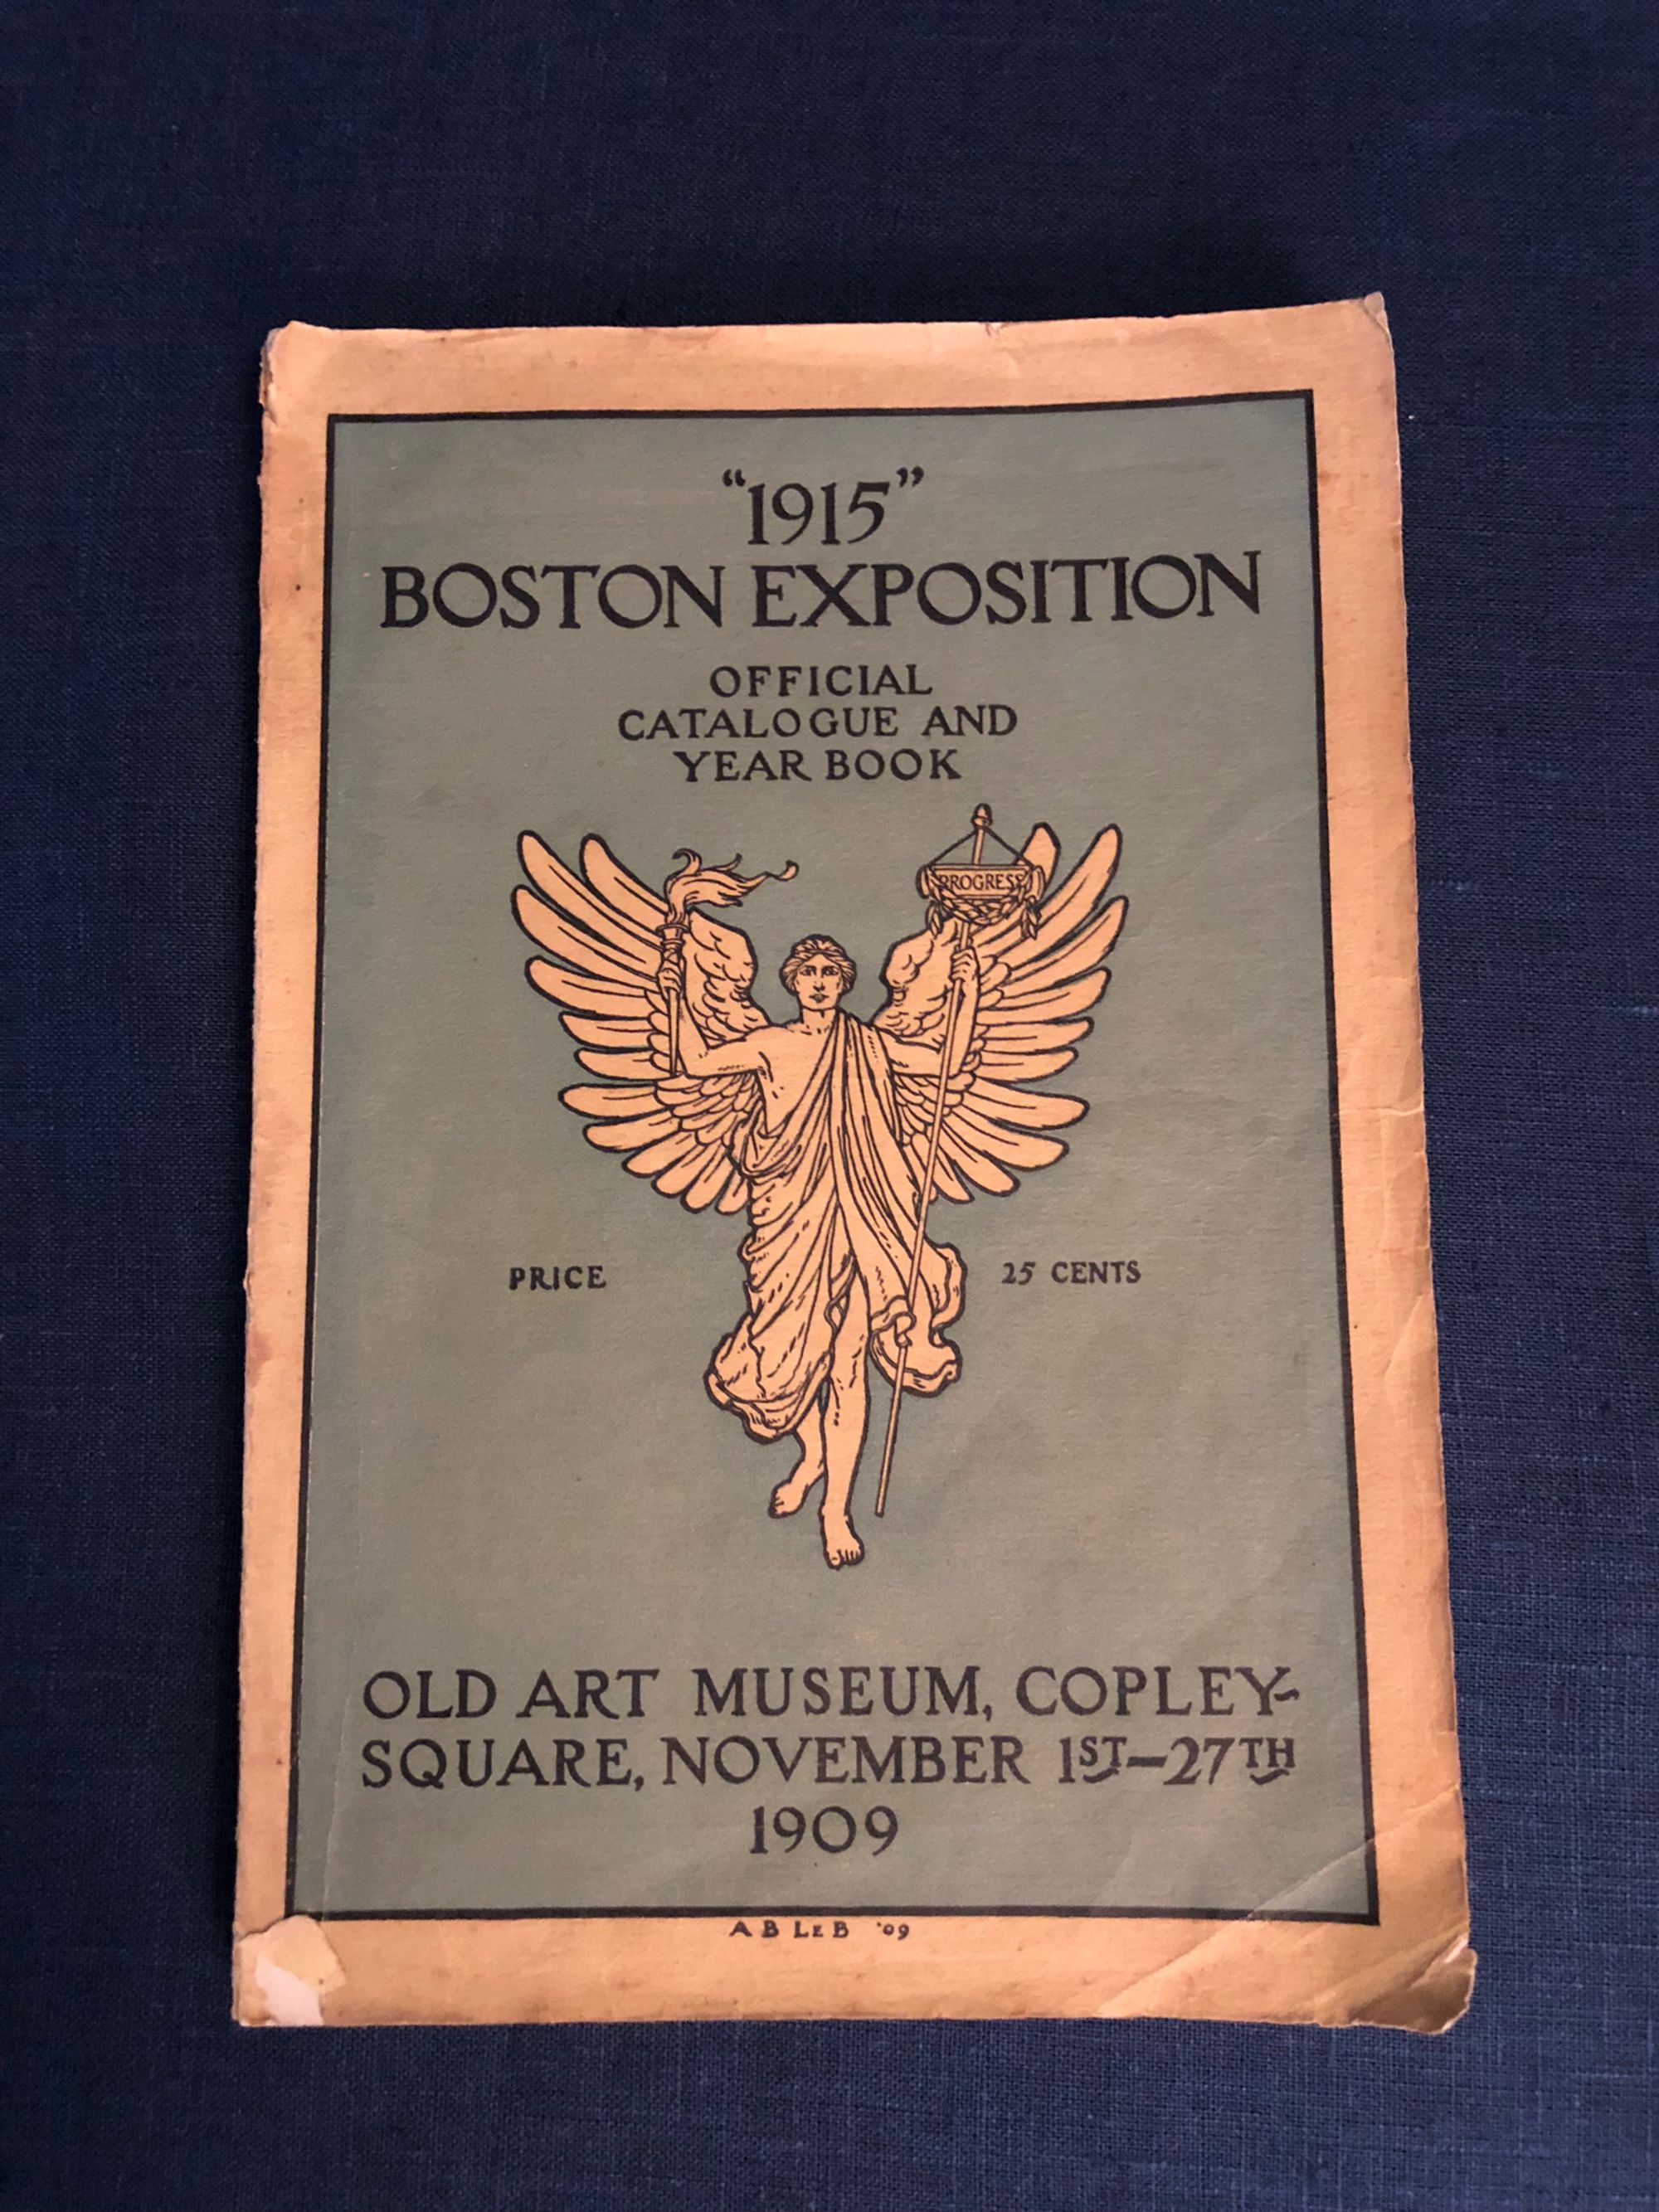 “1915”
BOSTON EXPOSITION
OFFICIAL
CATALOGUE AND
YEAR BOOK
PROGRESS
PRICE 25 CENTS
OLD ART MUSEUM, COPLEY-
SQUARE, NOVEMBER 1ST–27TH
1909
A B LE B '09